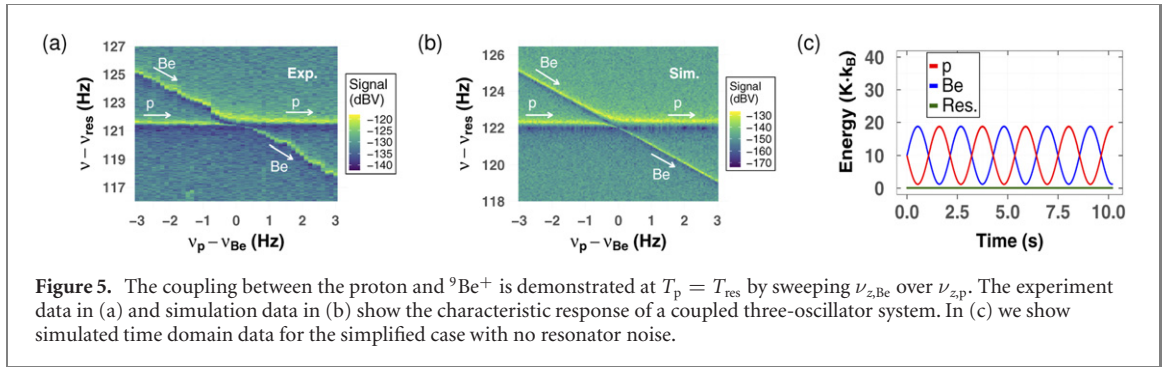 (a)
ν − ν_res (Hz)
127
125
123
121
119
116
Be
Exp.
p
p
Be
−3 −2 −1 0 1 2 3
ν_p − ν_Be (Hz)
Signal
(dBV)
−120
−125
−130
−135
−140
(b)
ν − ν_res (Hz)
126
124
122
120
118
Be
Sim.
p
p
Be
−3 −2 −1 0 1 2 3
ν_p − ν_Be (Hz)
Signal
(dBV)
−130
−140
−150
−160
−170
(c)
Energy (K·k_B)
40
30
20
10
0
p
Be
Res.
0.0 2.5 5.0 7.5 10.0
Time (s)
Figure 5. The coupling between the proton and ⁹Be⁺ is demonstrated at T_p = T_res by sweeping ν_z,Be over ν_z,p. The experiment
data in (a) and simulation data in (b) show the characteristic response of a coupled three-oscillator system. In (c) we show
simulated time domain data for the simplified case with no resonator noise.